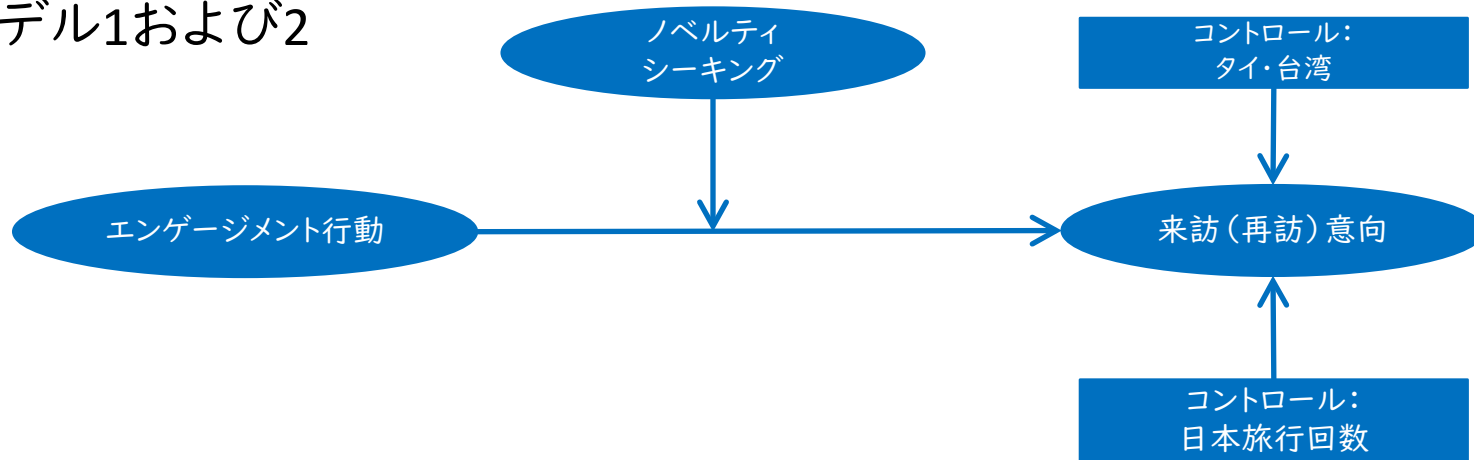 デル1および2
ノベルティ
シーキング
コントロール：
タイ・台湾
エンゲージメント行動
来訪（再訪）意向
コントロール：
日本旅行回数